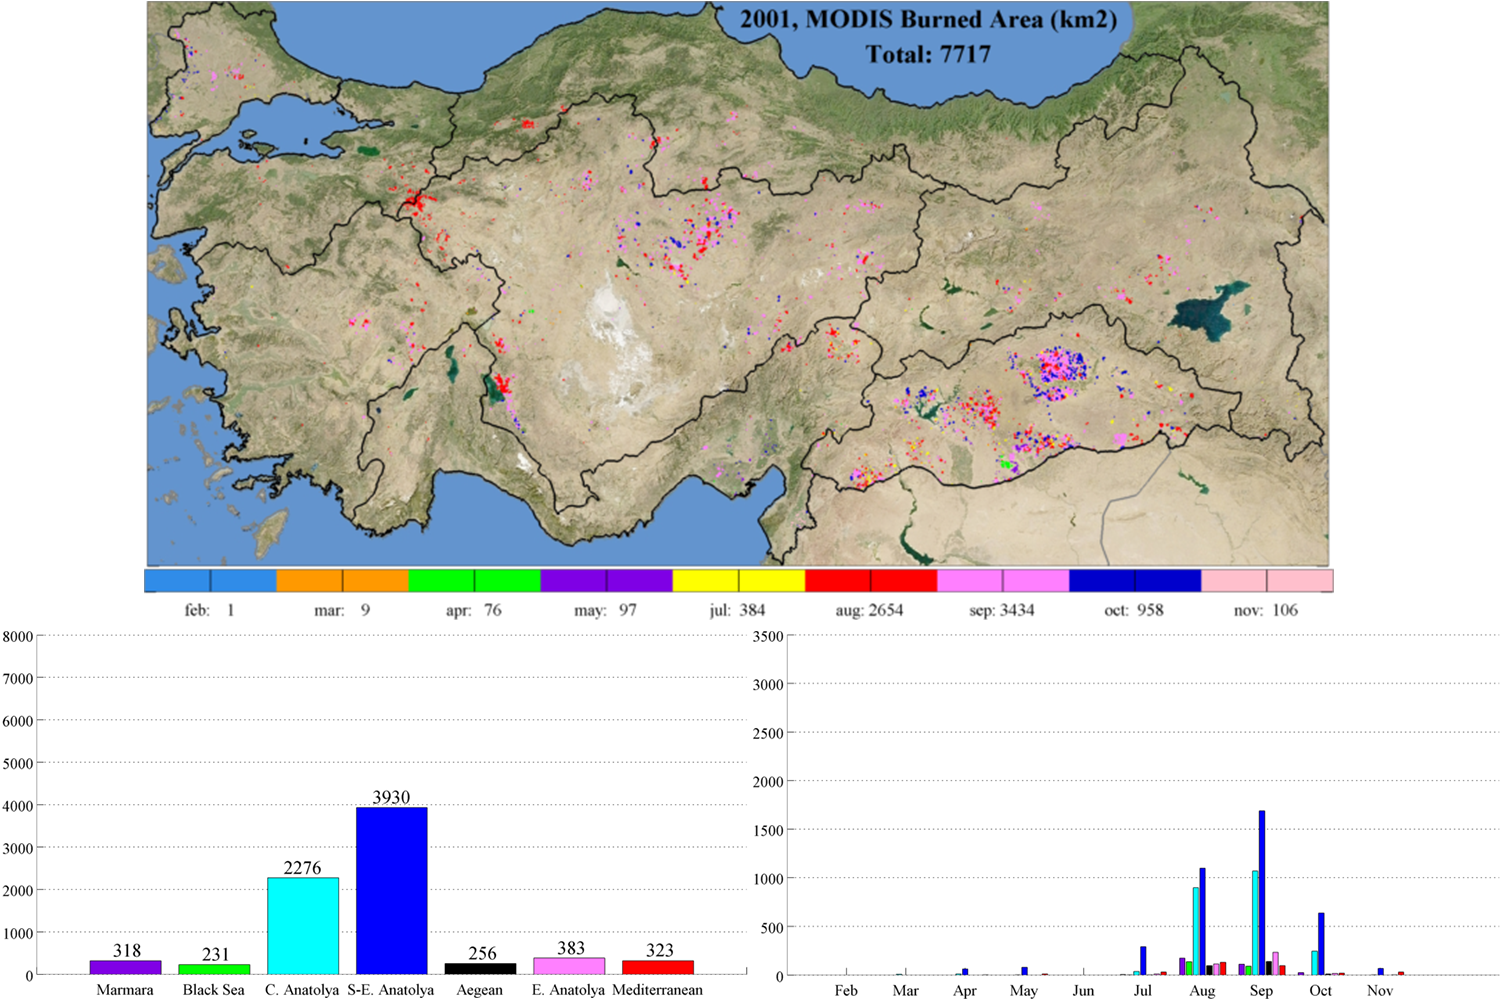 2001, MODIS Burned Area (km2)
Total: 7717
feb: 1 mar: 9 apr: 76 may: 97 jul: 384 aug: 2654 sep: 3434 oct: 958 nov: 106
8000
7000
6000
5000
4000
3000
2000
1000
0
318 231 2276 3930 256 383 323
Marmara Black Sea C. Anatolya S-E. Anatolya Aegean E. Anatolya Mediterranean
3500
3000
2500
2000
1500
1000
500
0
Feb Mar Apr May Jun Jul Aug Sep Oct Nov